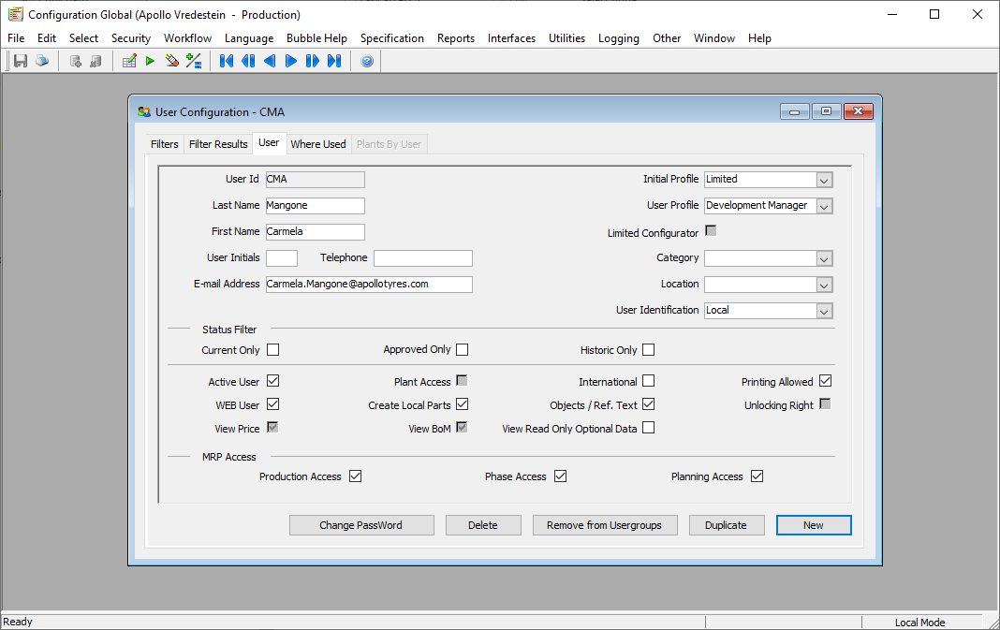 Configuration Global (Apollo Vredestein - Production)
File Edit Select Security Workflow Language Bubble Help Specification Reports Interfaces Utilities Logging Other Window Help
User Configuration - CMA
Filters Filter Results User Where Used Plants By User
User Id CMA Initial Profile Limited
Last Name Mangone User Profile Development Manager
First Name Carmela Limited Configurator
User Initials Telephone Category
E-mail Address Carmela.Mangone@apollotyres.com Location
User Identification Local
Status Filter
Current Only Approved Only Historic Only
Active User Plant Access International Printing Allowed
WEB User Create Local Parts Objects / Ref. Text Unlocking Right
View Price View BoM View Read Only Optional Data
MRP Access
Production Access Phase Access Planning Access
Change PassWord Delete Remove from Usergroups Duplicate New
Ready Local Mode